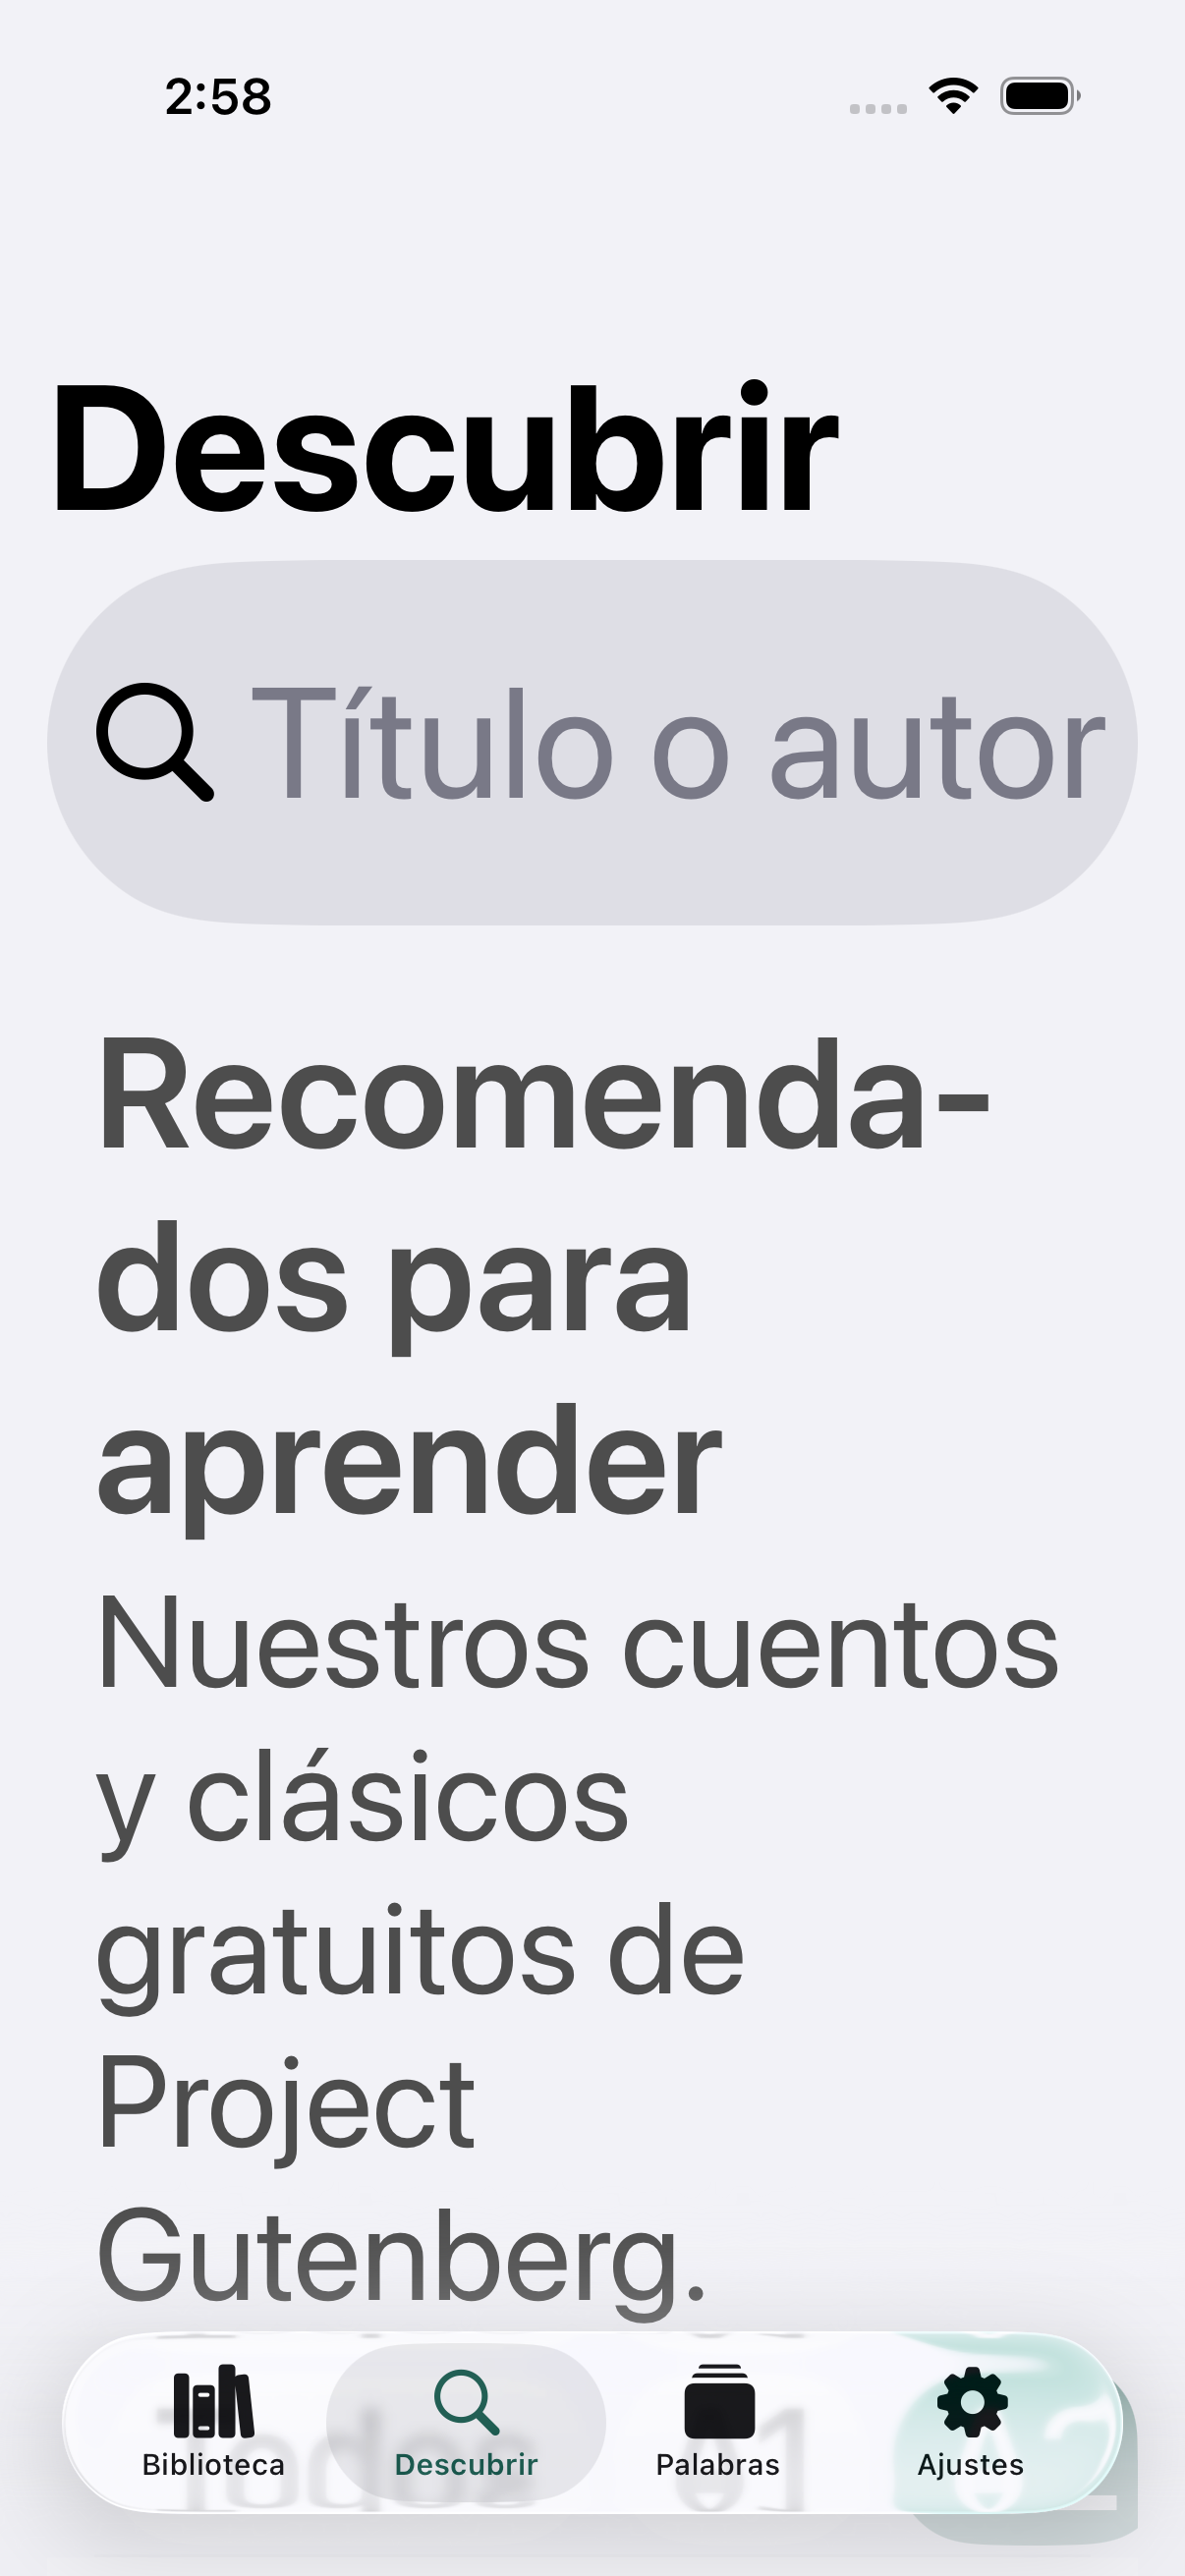 2:58
Descubrir
Título o autor
Recomenda-
dos para
aprender
Nuestros cuentos
y clásicos
gratuitos de
Project
Gutenberg.
Biblioteca
Descubrir
Palabras
Ajustes